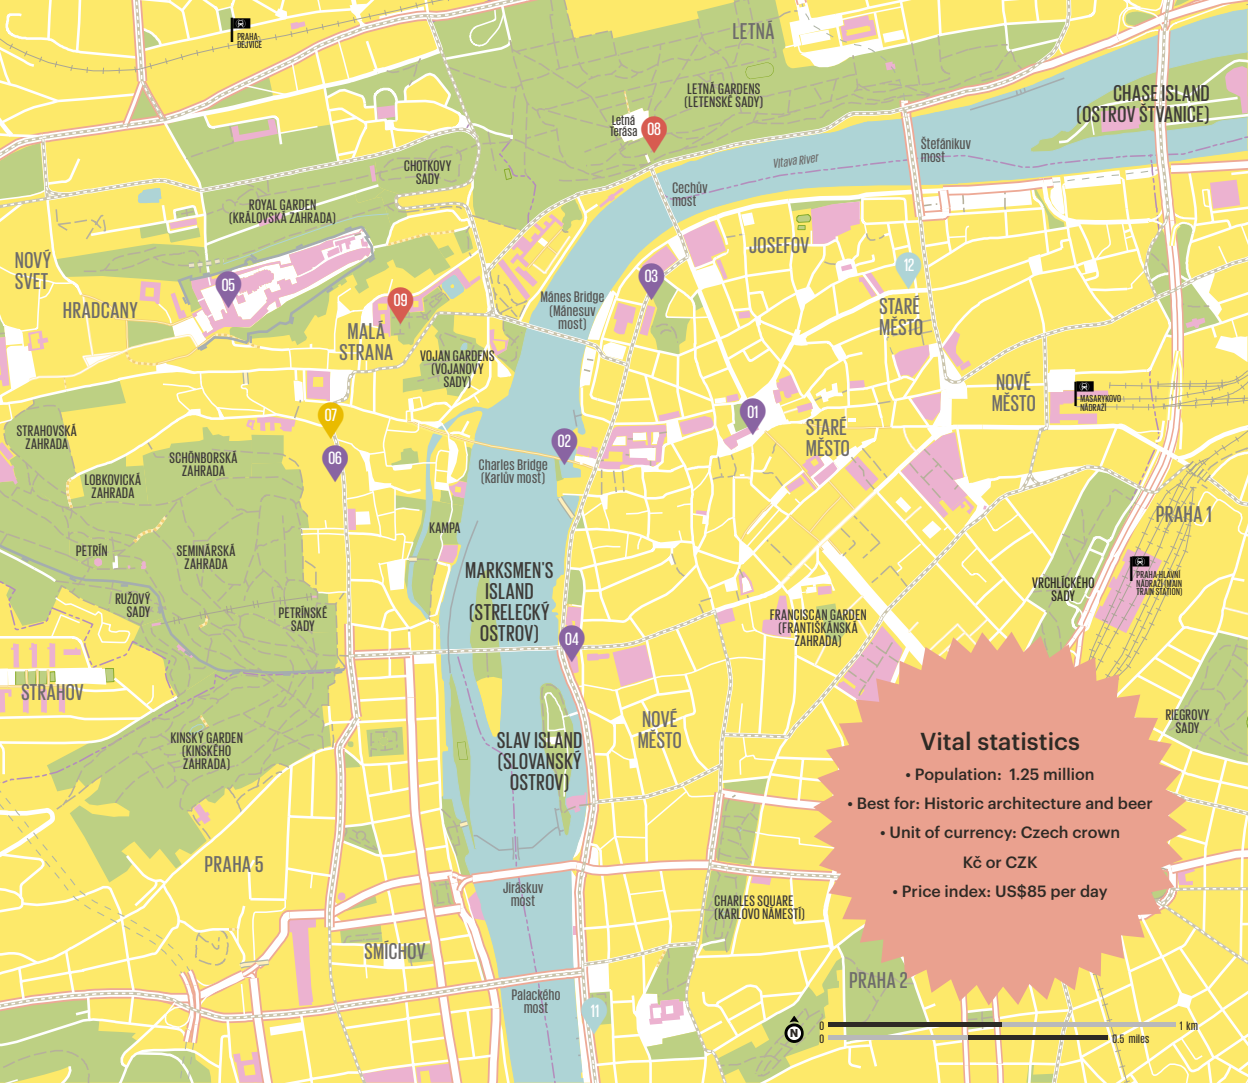 PRAHA-
DEJVICE
LETNÁ
LETNÁ GARDENS
(LETENSKÉ SADY)
CHASE ISLAND
(OSTROV ŠTVANICE)
Letná
Terása
08
Štefánikuv
most
Vltava River
CHOTKOVY
SADY
Cechův
most
ROYAL GARDEN
(KRÁLOVSKÁ ZAHRADA)
JOSEFOV
NOVÝ
SVET
12
03
05
HRADCANY
09
Mánes Bridge
(Mánesuv
most)
STARÉ
MĚSTO
MALÁ
STRANA
VOJAN GARDENS
(VOJANOVY
SADY)
NOVÉ
MĚSTO
MASARYKOVO
NÁDRAŽÍ
07
01
STRAHOVSKÁ
ZAHRADA
STARÉ
MĚSTO
02
06
SCHÖNBORSKÁ
ZAHRADA
Charles Bridge
(Karlův most)
LOBKOVICKÁ
ZAHRADA
KAMPA
PRAHA 1
PETRÍN
SEMINÁRSKÁ
ZAHRADA
MARKSMEN'S
ISLAND
(STRELECKÝ
OSTROV)
PRAHA-HLAVNÍ
NÁDRAŽÍ (MAIN
TRAIN STATION)
VRCHLÍCKÉHO
SADY
RUŽOVÝ
SADY
PETRÍNSKÉ
SADY
FRANCISCAN GARDEN
(FRANTIŠKÁNSKÁ
ZAHRADA)
04
STRAHOV
NOVÉ
MĚSTO
RIEGROVY
SADY
KINSKÝ GARDEN
(KINSKÉHO
ZAHRADA)
SLAV ISLAND
(SLOVANSKÝ
OSTROV)
Vital statistics
• Population: 1.25 million
• Best for: Historic architecture and beer
• Unit of currency: Czech crown
Kč or CZK
• Price index: US$85 per day
PRAHA 5
Jiráskuv
most
CHARLES SQUARE
(KARLOVO NÁMESTÍ)
SMÍCHOV
PRAHA 2
Palackého
most
11
N
0
1 km
0
0.5 miles